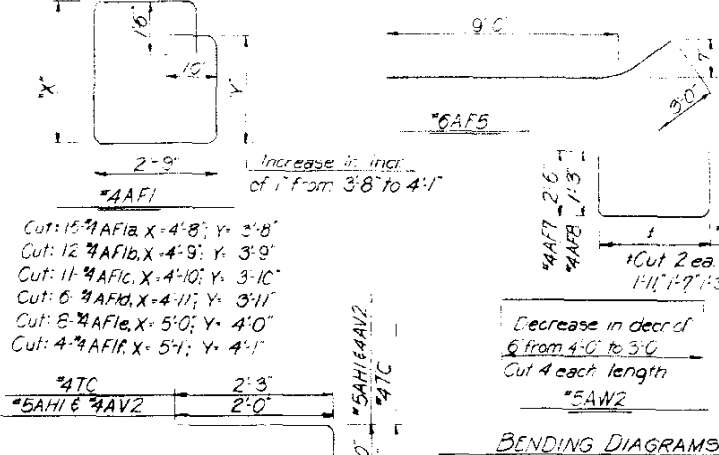 1'-6"
10"
"X"
"Y"
2'-9"
Increase in incr.
of 1" from 3'-8" to 4'-1"
#4AF1
Cut: 15-#4AF1a, X=4'-8"; Y= 3'-8"
Cut: 12 #4AF1b, X=4'-9"; Y= 3'-9"
Cut: 11-#4AF1c, X=4'-10"; Y= 3'-10"
Cut: 6-#4AF1d, X=4'-11"; Y= 3'-11"
Cut: 8-#4AF1e, X= 5'-0"; Y= 4'-0"
Cut: 4-#4AF1f, X= 5'-1"; Y= 4'-1"
#4TC 2'-3"
#5AH1 & #4AV2 2'-0"
#5AH1 & 4AV2
#4TC
9'-0"
3'-0"
#6AF5
#4AF7 2'-6"
#4AF8 1'-3"
†
†Cut 2 ea.
Decrease in decr of
6" from 4'-0" to 3'-0"
Cut 4 each length
#5AW2
BENDING DIAGRAMS